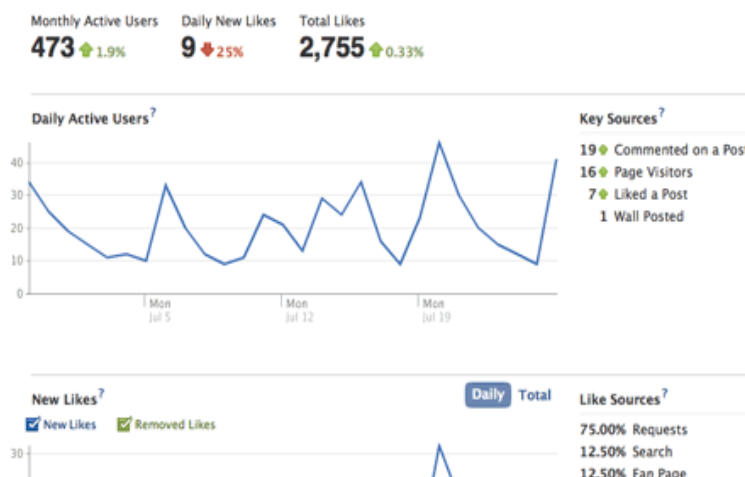 Monthly Active Users Daily New Likes Total Likes
473 1.9% 9 25% 2,755 0.33%
Daily Active Users?
Key Sources?
19 Commented on a Post
16 Page Visitors
7 Liked a Post
1 Wall Posted
40
30
20
10
0
Mon Mon Mon
Jul 5 Jul 12 Jul 19
New Likes?
Daily Total
Like Sources?
New Likes Removed Likes
75.00% Requests
12.50% Search
12.50% Fan Page
30